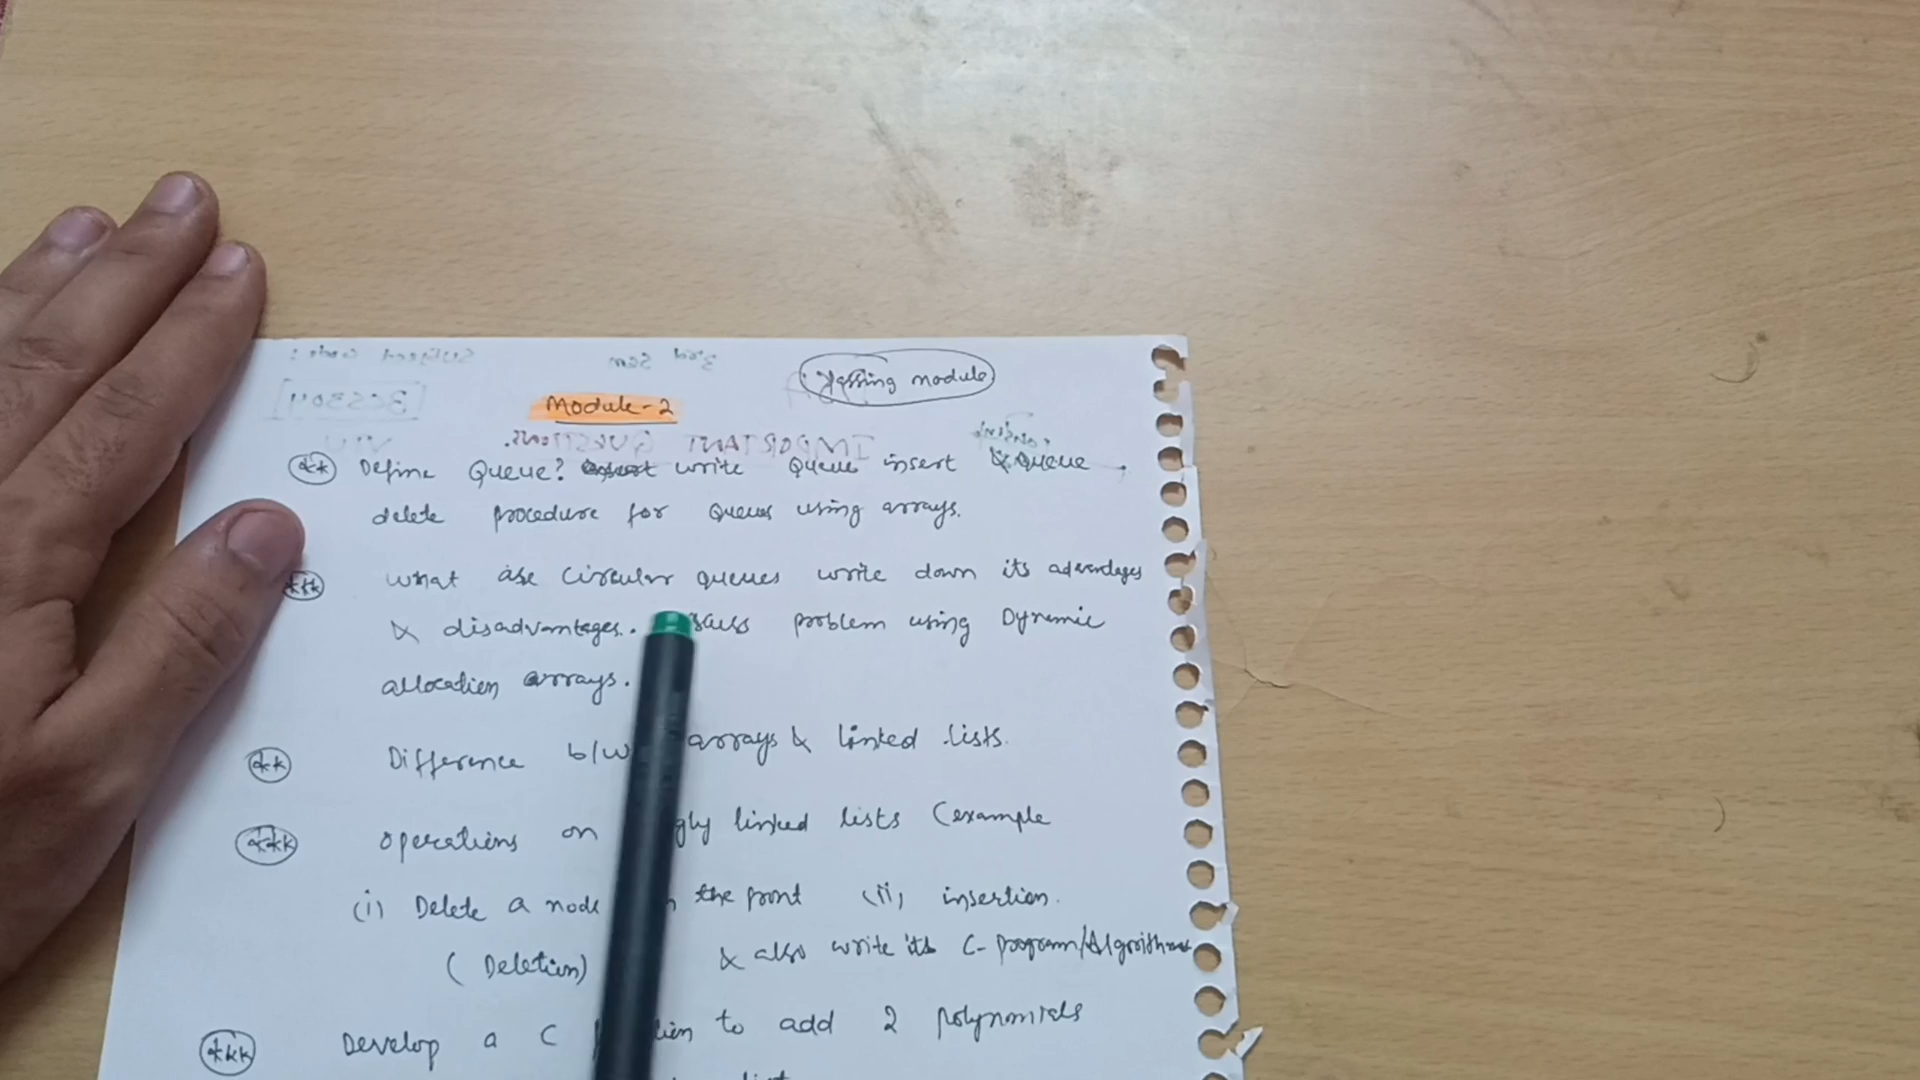 Passing module
Module-2
** Define Queue? write Queue insert & Queue
delete procedure for Queues using arrays.
*** what are circular queues write down its advantages
& disadvantages. problem using Dynamic
allocation arrays.
** Difference b/w arrays & linked lists.
*** operations on linked lists (example
(i) Delete a node the front (ii) insertion.
(Deletion) & also write its C-program/Algorithms
*** Develop a C to add 2 polynomials